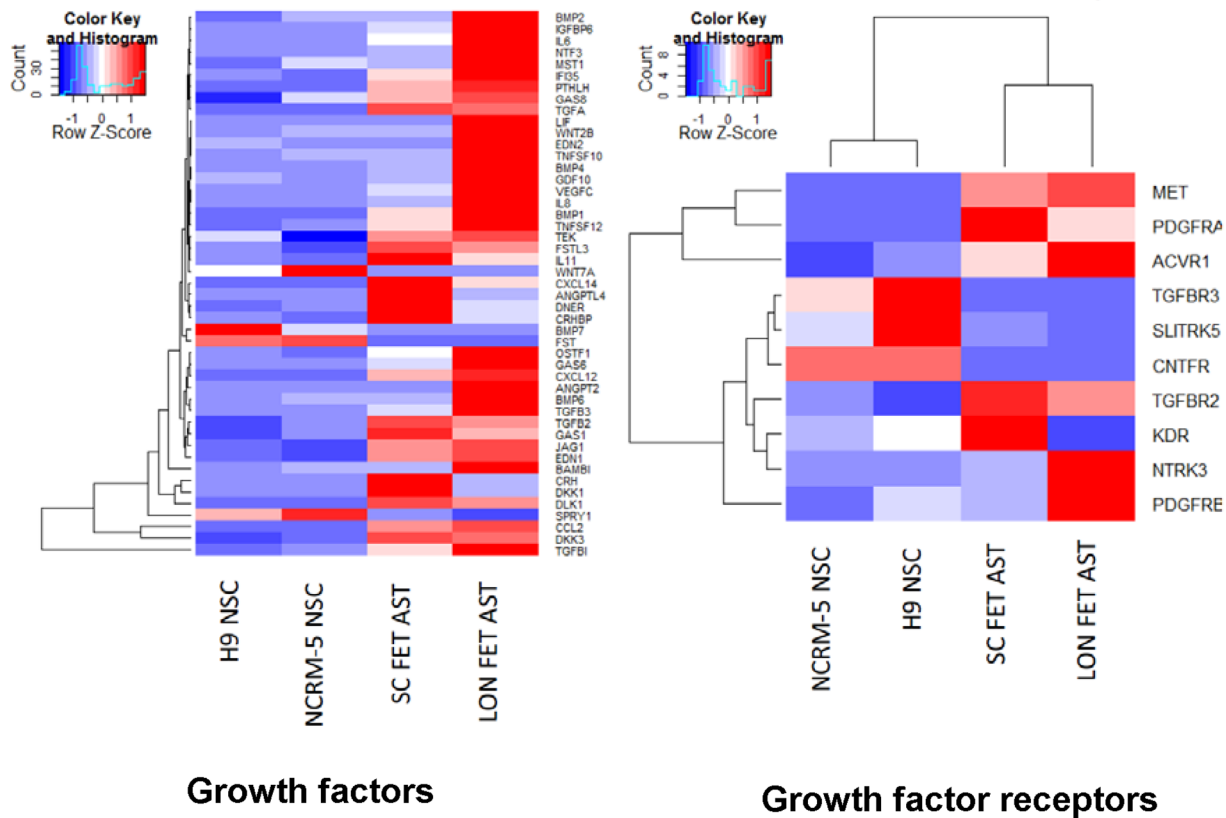 Color Key
and Histogram
Count
0 30
-1 0 1
Row Z-Score
BMP2
IGFBP6
IL6
NTF3
MST1
IFI35
PTHLH
GAS8
TGFA
LIF
WNT2B
EDN2
TNFSF10
BMP4
GDF10
VEGFC
IL8
BMP1
TNFSF12
TEK
FSTL3
IL11
WNT7A
CXCL14
ANGPTL4
DNER
CRHBP
BMP7
FST
OSTF1
GAS6
CXCL12
ANGPT2
BMP6
TGFB3
TGFB2
GAS1
JAG1
EDN1
BAMBI
CRH
DKK1
DLK1
SPRY1
CCL2
DKK3
TGFBI
H9 NSC
NCRM-5 NSC
SC FET AST
LON FET AST
Growth factors
Color Key
and Histogram
Count
0 4 8
-1 0 1
Row Z-Score
MET
PDGFRA
ACVR1
TGFBR3
SLITRK5
CNTFR
TGFBR2
KDR
NTRK3
PDGFRB
NCRM-5 NSC
H9 NSC
SC FET AST
LON FET AST
Growth factor receptors